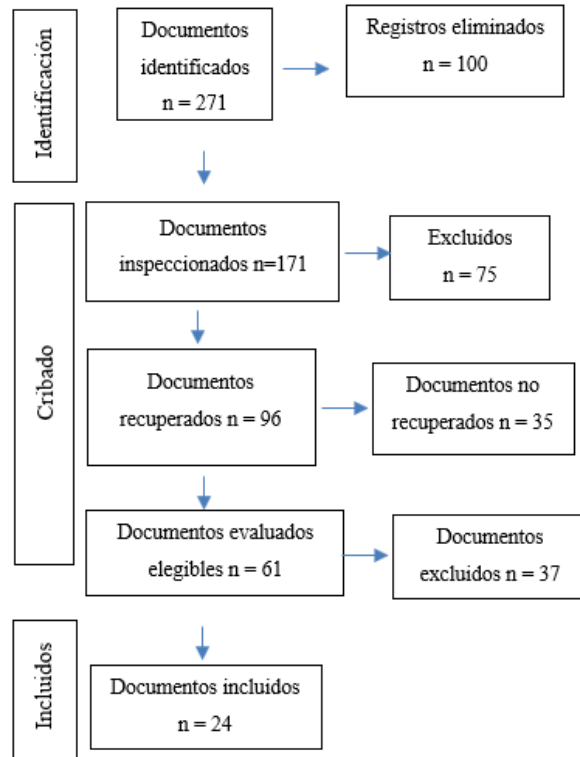 Identificación
Documentos
identificados
n = 271
Registros eliminados
n = 100
Cribado
Documentos
inspeccionados n=171
Excluidos
n = 75
Documentos
recuperados n = 96
Documentos no
recuperados n = 35
Documentos evaluados
elegibles n = 61
Documentos
excluidos n = 37
Incluidos
Documentos incluidos
n = 24